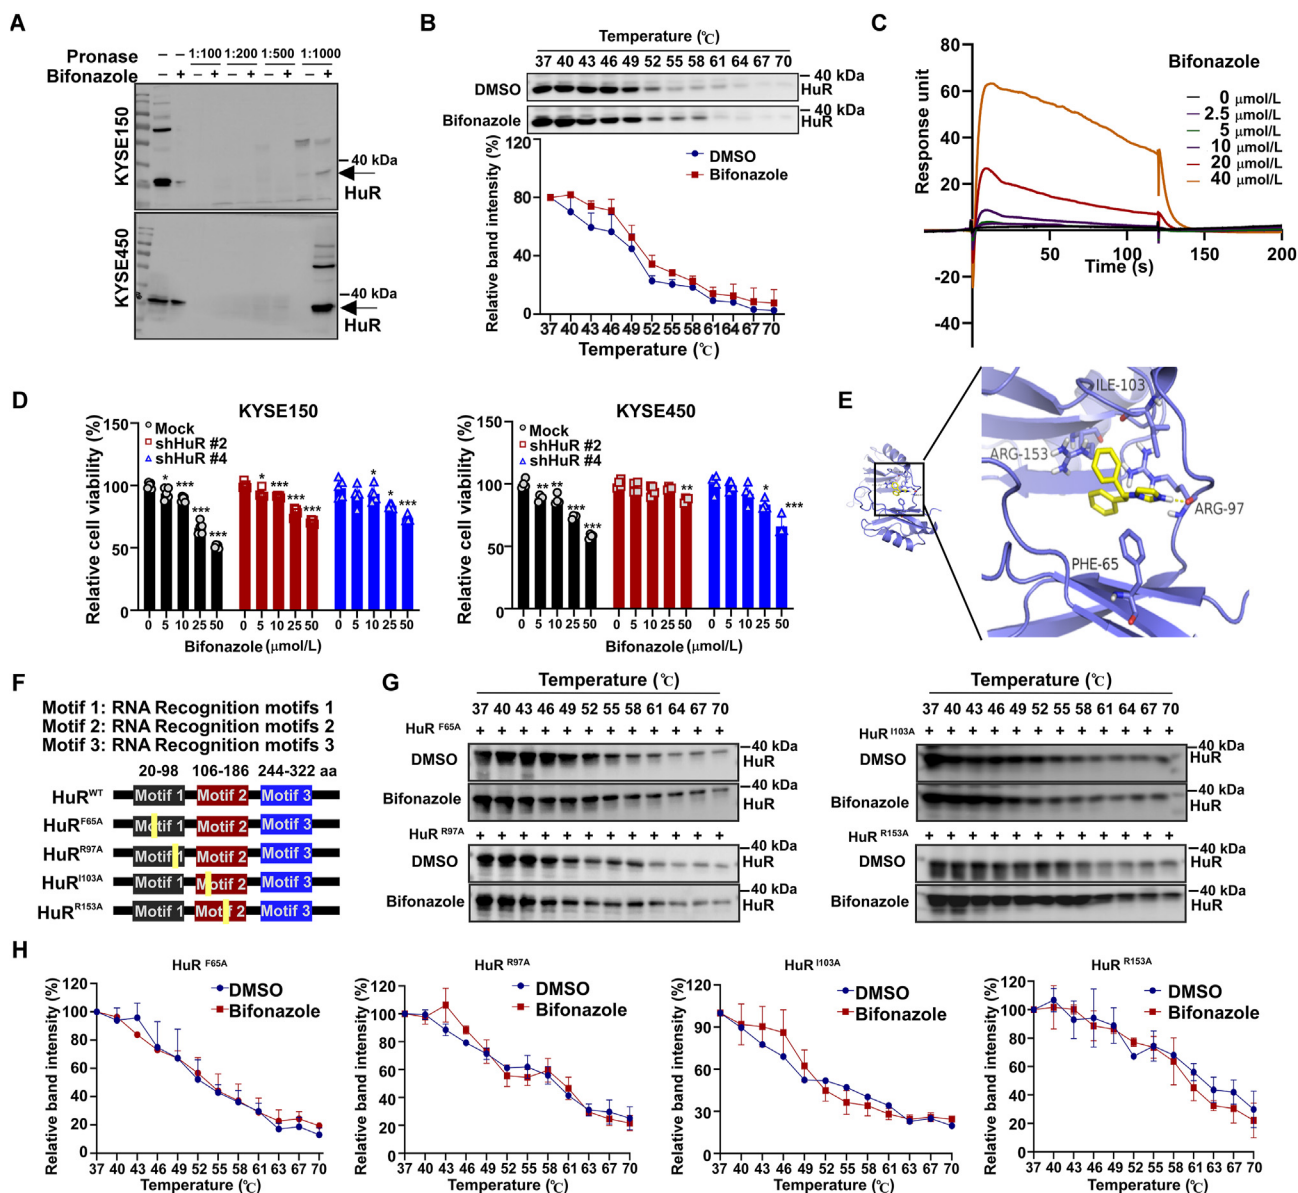 A
Pronase – – 1:100 1:200 1:500 1:1000
Bifonazole – + – + – + – + – +
KYSE150
40 kDa
HuR
KYSE450
40 kDa
HuR
B
Temperature (℃)
37 40 43 46 49 52 55 58 61 64 67 70
DMSO
40 kDa
HuR
Bifonazole
40 kDa
HuR
Relative band intensity (%)
120
80
40
0
DMSO
Bifonazole
37 40 43 46 49 52 55 58 61 64 67 70
Temperature (℃)
C
Response unit
80
60
40
20
-20
-40
50 100 150 200
Time (s)
Bifonazole
0 μmol/L
2.5 μmol/L
5 μmol/L
10 μmol/L
20 μmol/L
40 μmol/L
D
KYSE150
Relative cell viability (%)
150
100
50
0
Mock
shHuR #2
shHuR #4
* *** *** ***
* *** *** ***
* * ***
0 5 10 25 50 0 5 10 25 50 0 5 10 25 50
Bifonazole (μmol/L)
KYSE450
Relative cell viability (%)
150
100
50
0
Mock
shHuR #2
shHuR #4
** ** *** ***
**
* ***
0 5 10 25 50 0 5 10 25 50 0 5 10 25 50
Bifonazole (μmol/L)
E
ILE-103
ARG-153
ARG-97
PHE-65
F
Motif 1: RNA Recognition motifs 1
Motif 2: RNA Recognition motifs 2
Motif 3: RNA Recognition motifs 3
20-98 106-186 244-322 aa
HuR WT Motif 1 Motif 2 Motif 3
HuR F65A Motif 1 Motif 2 Motif 3
HuR R97A Motif 1 Motif 2 Motif 3
HuR I103A Motif 1 Motif 2 Motif 3
HuR R153A Motif 1 Motif 2 Motif 3
G
Temperature (℃)
37 40 43 46 49 52 55 58 61 64 67 70
HuR F65A + + + + + + + + + + + +
DMSO
40 kDa
HuR
Bifonazole
40 kDa
HuR
HuR R97A + + + + + + + + + + + +
DMSO
40 kDa
HuR
Bifonazole
40 kDa
HuR
Temperature (℃)
37 40 43 46 49 52 55 58 61 64 67 70
HuR I103A + + + + + + + + + + + +
DMSO
40 kDa
HuR
Bifonazole
40 kDa
HuR
HuR R153A + + + + + + + + + + + +
DMSO
40 kDa
HuR
Bifonazole
40 kDa
HuR
H
HuR F65A
Relative band intensity (%)
120
100
80
60
40
20
0
DMSO
Bifonazole
37 40 43 46 49 52 55 58 61 64 67 70
Temperature (℃)
HuR R97A
Relative band intensity (%)
120
100
80
60
40
20
0
DMSO
Bifonazole
37 40 43 46 49 52 55 58 61 64 67 70
Temperature (℃)
HuR I103A
Relative band intensity (%)
120
90
60
30
0
DMSO
Bifonazole
37 40 43 46 49 52 55 58 61 64 67 70
Temperature (℃)
HuR R153A
Relative band intensity (%)
120
100
80
60
40
20
0
DMSO
Bifonazole
37 40 43 46 49 52 55 58 61 64 67 70
Temperature (℃)